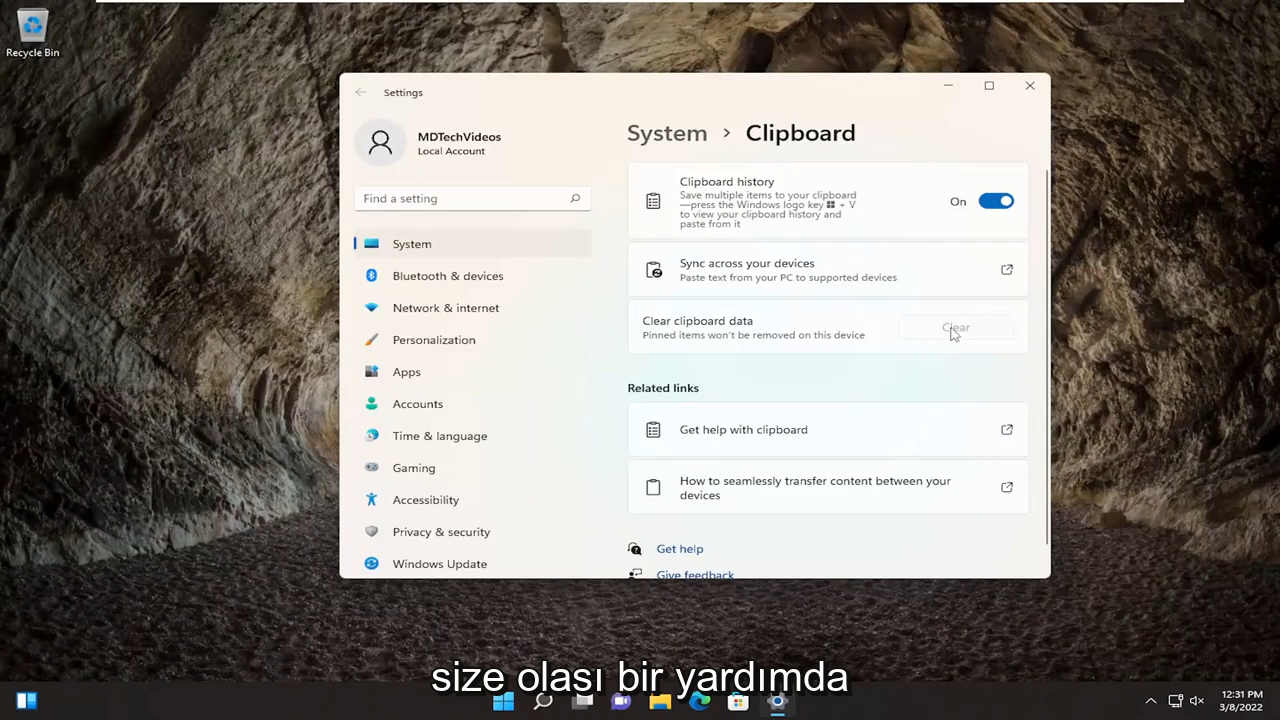 Recycle Bin
Settings
MDTechVideos
Local Account
Find a setting
System
Bluetooth & devices
Network & internet
Personalization
Apps
Accounts
Time & language
Gaming
Accessibility
Privacy & security
Windows Update
System › Clipboard
Clipboard history
Save multiple items to your clipboard
—press the Windows logo key + V
to view your clipboard history and
paste from it
On
Sync across your devices
Paste text from your PC to supported devices
Clear clipboard data
Pinned items won't be removed on this device
Clear
Related links
Get help with clipboard
How to seamlessly transfer content between your
devices
Get help
Give feedback
size olası bir yardımda
12:31 PM
3/8/2022